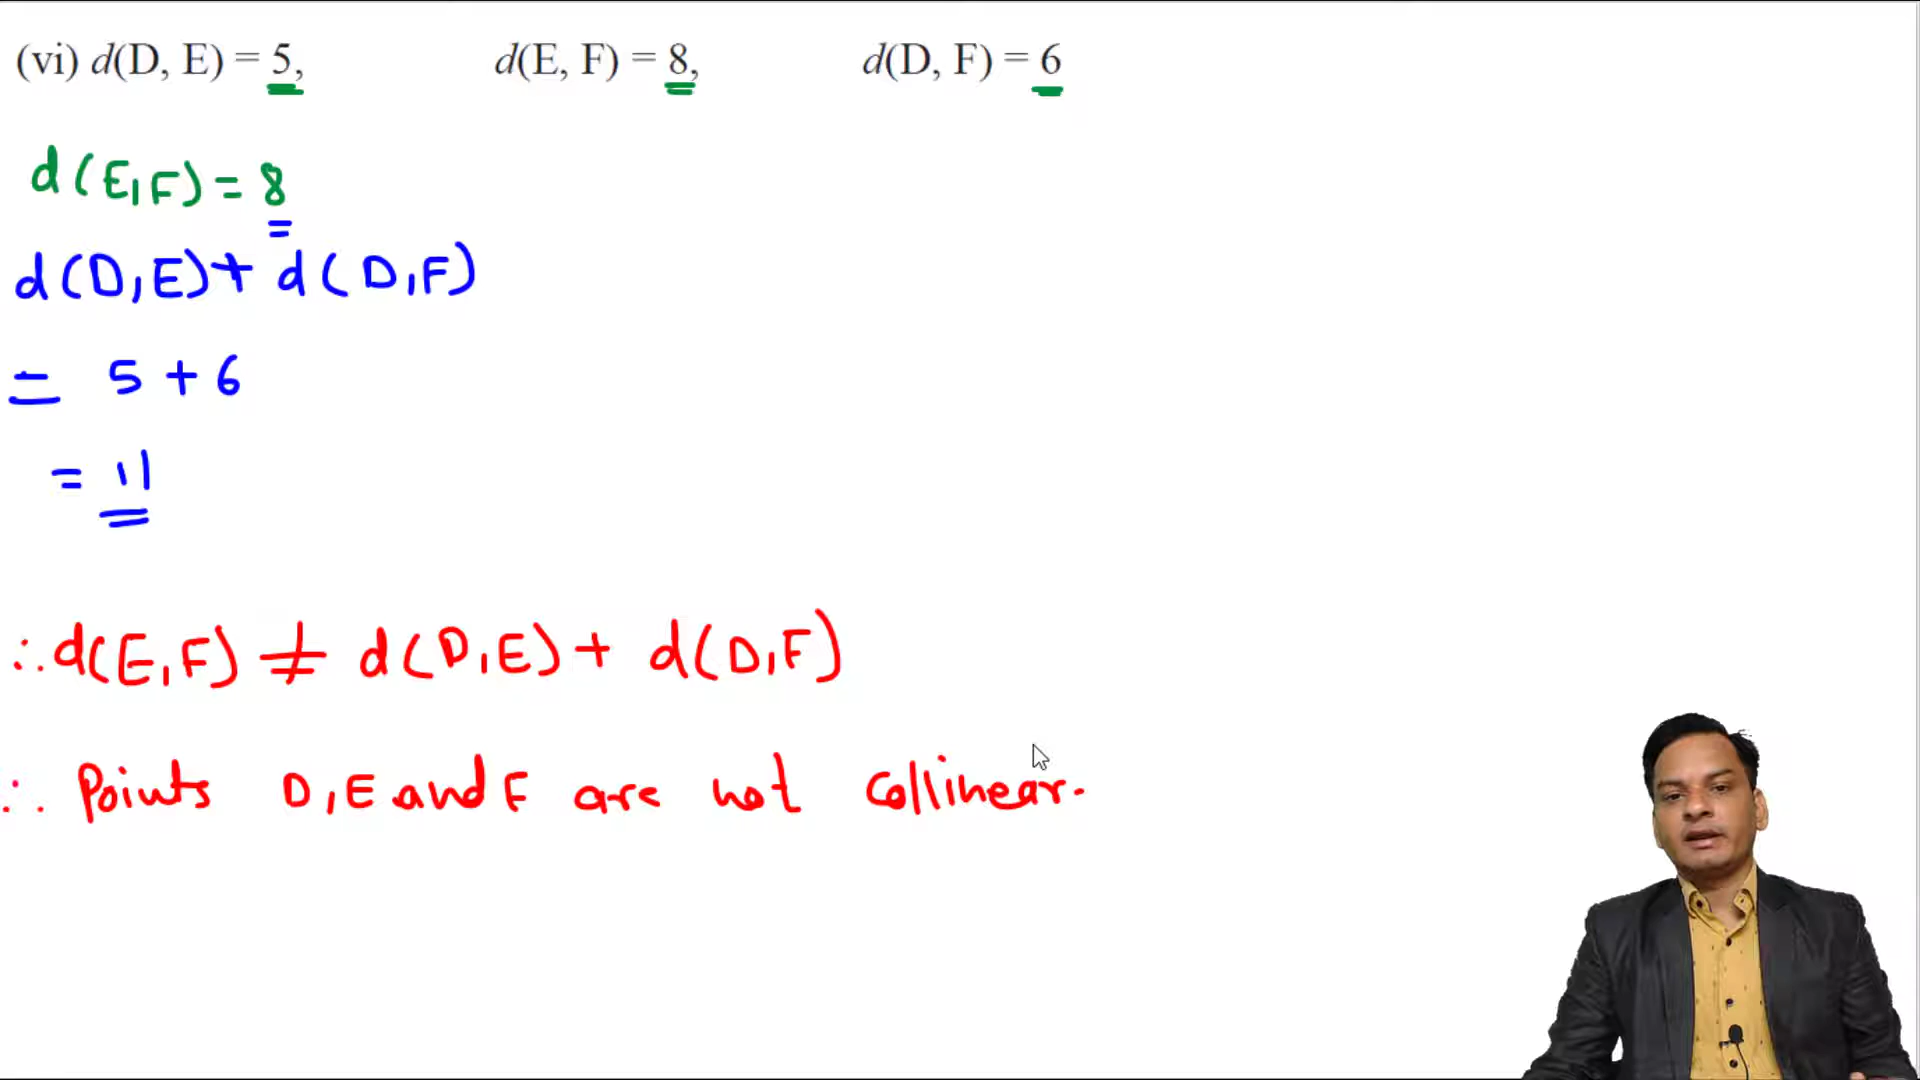 (vi) d(D, E) = 5, d(E, F) = 8, d(D, F) = 6
d(E,F) = 8
d(D,E) + d(D,F)
= 5 + 6
= 11
∴ d(E,F) ≠ d(D,E) + d(D,F)
∴ Points D, E and F are not collinear.